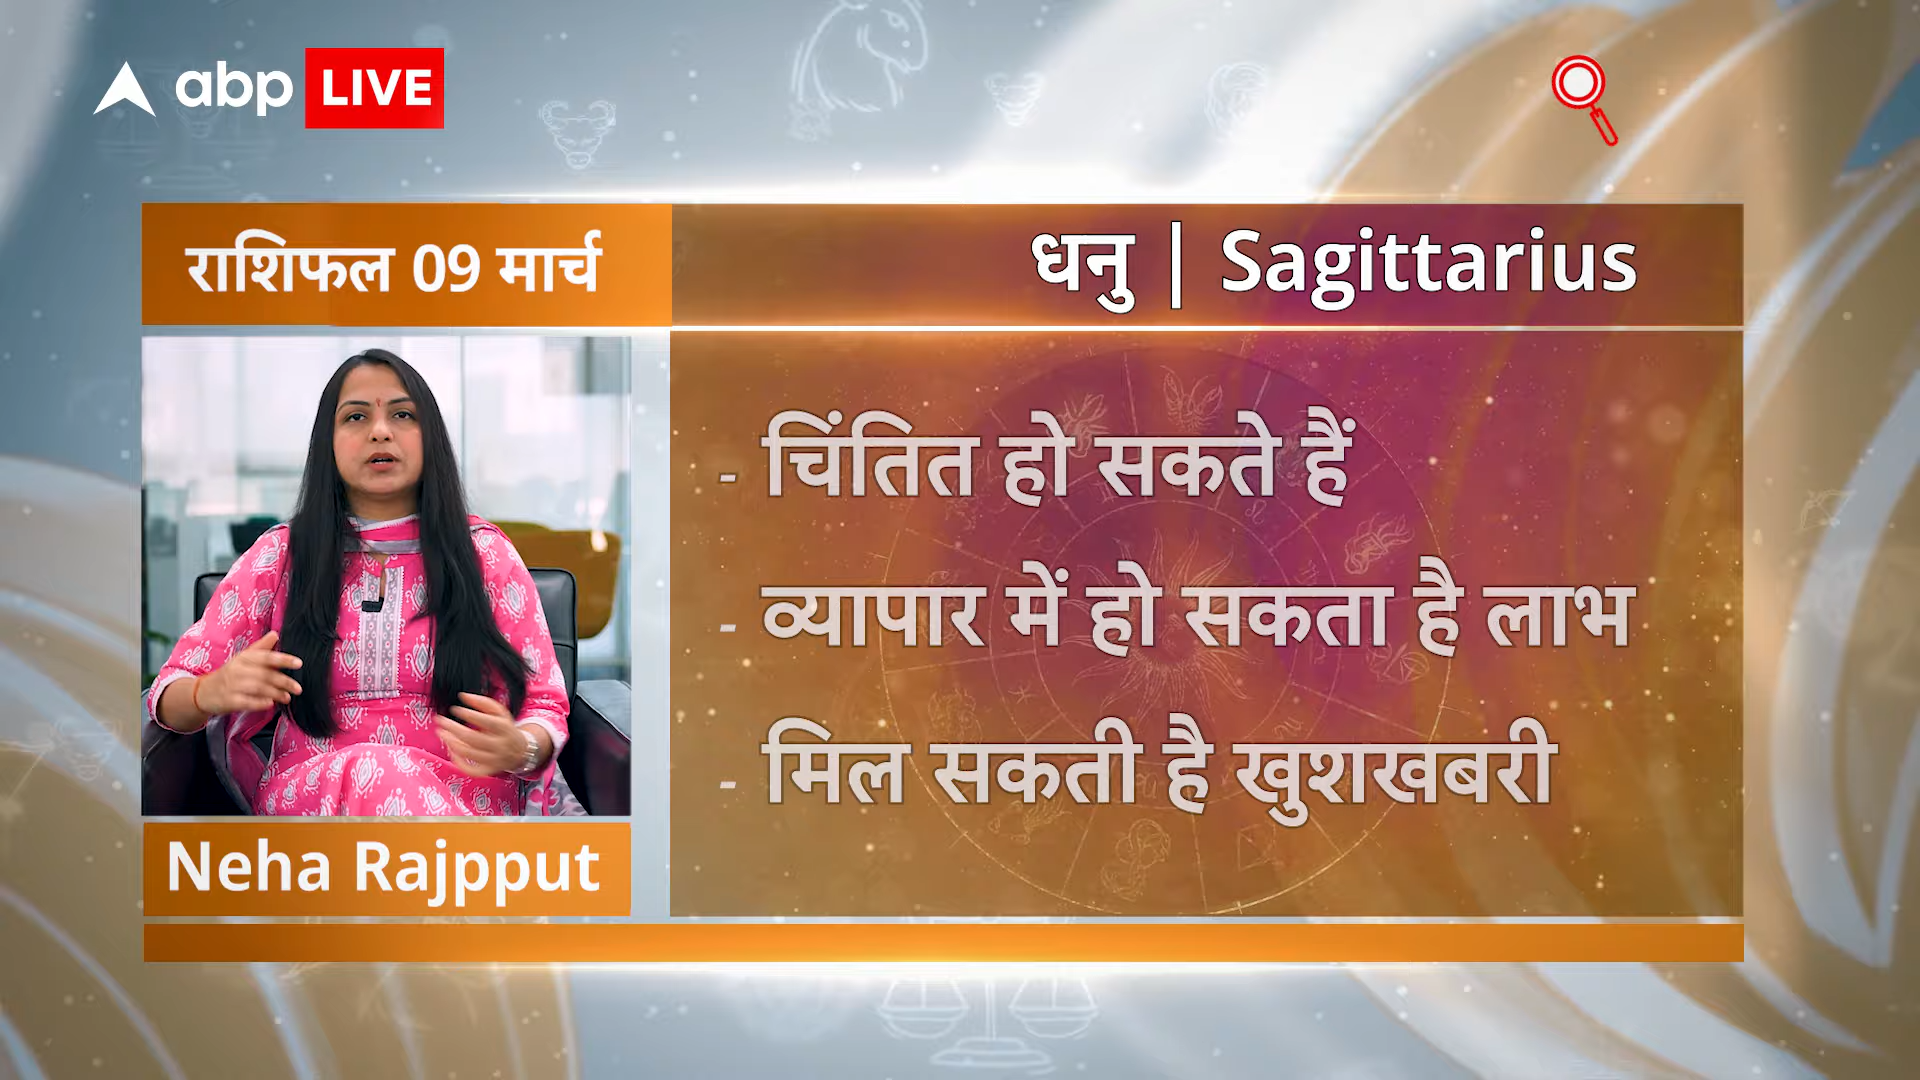 abp LIVE
राशिफल 09 मार्च
धनु | Sagittarius
- चिंतित हो सकते हैं
- व्यापार में हो सकता है लाभ
- मिल सकती है खुशखबरी
Neha Rajpput